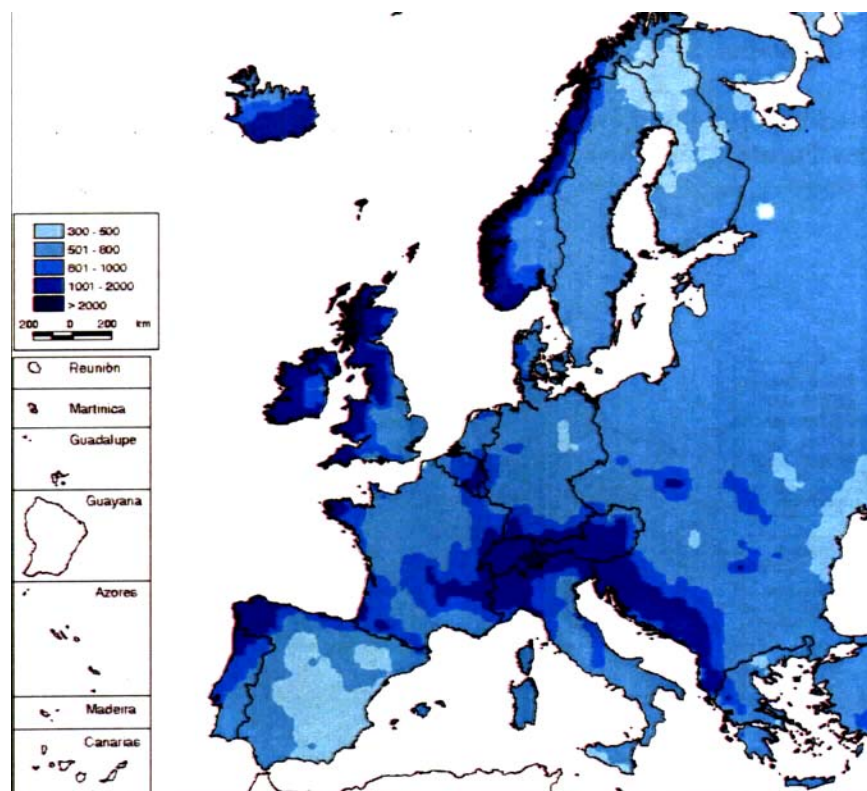 300 - 500
501 - 800
801 - 1000
1001 - 2000
> 2000
200 0 200 km
Reunión
Martinica
Guadalupe
Guayana
Azores
Madeira
Canarias